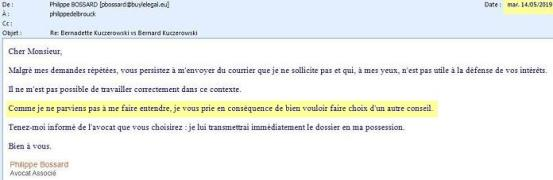 De : Philippe BOSSARD [pbossard@buylelegal.eu] Date : mar. 14/05/2019
À : philippedelbrouck
Cc :
Objet : Re: Bernadette Kuczerowski vs Bernard Kuczerowski
Cher Monsieur,
Malgré mes demandes répétées, vous persistez à m'envoyer du courrier que je ne sollicite pas et qui, à mes yeux, n'est pas utile à la défense de vos intérêts.
Il ne m'est pas possible de travailler correctement dans ce contexte.
Comme je ne parviens pas à me faire entendre, je vous prie en conséquence de bien vouloir faire choix d'un autre conseil.
Tenez-moi informé de l'avocat que vous choisirez : je lui transmettrai immédiatement le dossier en ma possession.
Bien à vous.
Philippe Bossard
Avocat Associé